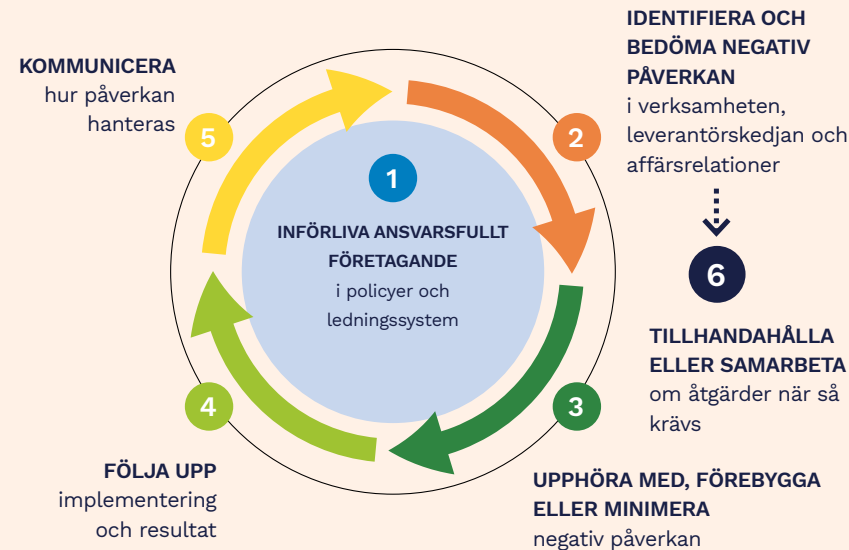 1
INFÖRLIVA ANSVARSFULLT
FÖRETAGANDE
i policyer och
ledningssystem
2
IDENTIFIERA OCH
BEDÖMA NEGATIV
PÅVERKAN
i verksamheten,
leverantörskedjan och
affärsrelationer
3
UPPHÖRA MED, FÖREBYGGA
ELLER MINIMERA
negativ påverkan
4
FÖLJA UPP
implementering
och resultat
5
KOMMUNICERA
hur påverkan
hanteras
6
TILLHANDAHÅLLA
ELLER SAMARBETA
om åtgärder när så
krävs